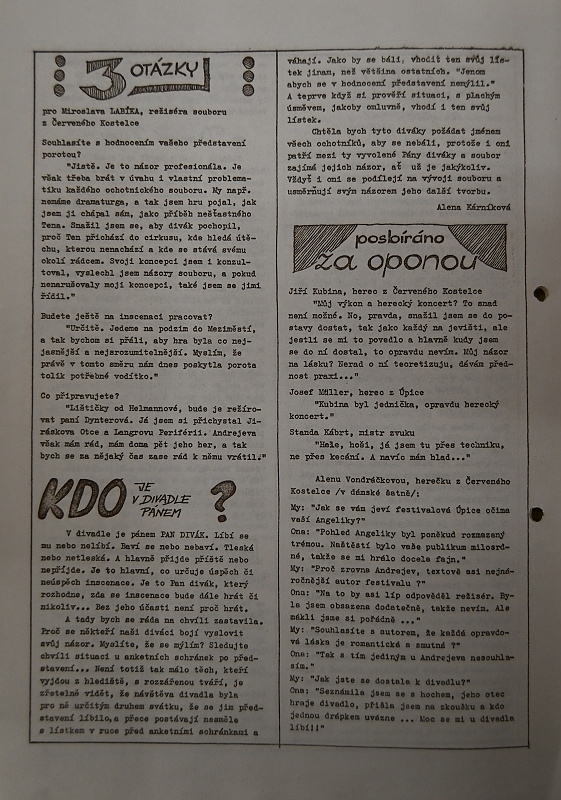 3 OTÁZKY
pro Miroslava LABÍKA, režiséra souboru
z Červeného Kostelce
Souhlasíte s hodnocením vašeho představení
porotou?
"Jistě. Je to názor profesionála. Je
však třeba brát v úvahu i vlastní problema-
tiku každého ochotnického souboru. My např.
nemáme dramaturga, a tak jsem hru pojal, jak
jsem ji chápal sám, jako příběh nešťastného
Tena. Snažil jsem se, aby divák pochopil,
proč Ten přichází do cirkusu, kde hledá útě-
chu, kterou nenachází a kde se stává svému
okolí rádcem. Svoji koncepci jsem i konzul-
toval, vyslechl jsem názory souboru, a pokud
nenarušovaly moji koncepci, také jsem se jimi
řídil."
Budete ještě na inscenaci pracovat?
"Určitě. Jedeme na podzim do Meziměstí,
a tak bychom si přáli, aby hra byla co nej-
jasnější a nejsrozumitelnější. Myslím, že
právě v tomto směru nám dnes poskytla porota
tolik potřebné vodítko."
Co připravujete?
"Lištičky od Helmannové, bude je režíro-
vat paní Dynterová. Já jsem si přichystal Ji-
ráskova Otce a Langrovu Periférii. Andrejeva
však mám rád, mám doma pět jeho her, a tak
bych se za nějaký čas zase rád k němu vrátil."
KDO JE
V DIVADLE
PÁNEM ?
V divadle je pánem PAN DIVÁK. Líbí se
mu nebo nelíbí. Baví se nebo nebaví. Tleská
nebo netleská. A hlavně přijde příště nebo
nepřijde. Je to hlavní, co určuje úspěch či
neúspěch inscenace. Je to Pan divák, který
rozhodne, zda se inscenace bude dále hrát či
nikoliv... Bez jeho účasti není proč hrát.
A tady bych se ráda na chvíli zastavila.
Proč se někteří naši diváci bojí vyslovit
svůj názor. Myslíte, že se mýlím? Sledujte
chvíli situaci u anketních schránek po před-
stavení... Není totiž tak málo těch, kteří
vyjdou z hlediště, s rozzářenou tváří, je
zřetelně vidět, že návštěva divadla byla
pro ně určitým druhem svátku, že se jim před-
stavení líbilo, a přece postávají nesměle
s lístkem v ruce před anketními schránkami a
váhají. Jako by se báli, vhodit ten svůj lís-
tek jinam, než většina ostatních. "Jenom
abych se v hodnocení představení nemýlil."
A teprve když si prověří situaci, s plachým
úsměvem, jakoby omluvně, vhodí i ten svůj
lístek.
Chtěla bych tyto diváky požádat jménem
všech ochotníků, aby se nebáli, protože i oni
patří mezi ty vyvolené Pány diváky a soubor
zajímá jejich názor, ať už je jakýkoliv.
Vždyť i oni se podílejí na vývoji souboru a
usměrňují svým názorem jeho další tvorbu.
Alena Kárníková
posbíráno
za oponou
Jiří Kubina, herec z Červeného Kostelce
"Můj výkon a herecký koncert? To snad
není možné. No, pravda, snažil jsem se do po-
stavy dostat, tak jako každý na jevišti, ale
jestli se mi to povedlo a hlavně kudy jsem
se do ní dostal, to opravdu nevím. Můj názor
na lásku? Nerad o ní teoretizuju, dávám před-
nost praxi..."
Josef Müller, herec z Úpice
"Kubina byl jednička, opravdu herecký
koncert."
Standa Kábrt, mistr zvuku
"Hele, hoši, já jsem tu přes techniku,
ne přes kecání. A navíc mám hlad..."
Alenu Vondráčkovou, herečku z Červeného
Kostelce /v dámské šatně/:
My: "Jak se vám jeví festivalová Úpice očima
vaší Angeliky?"
Ona: "Pohled Angeliky byl poněkud rozmazený
trémou. Naštěstí bylo vaše publikum milosrd-
né, takže se mi hrálo docela fajn."
My: "Proč zrovna Andrejev, textově asi nejná-
ročnější autor festivalu ?"
Ona: "Na to by asi líp odpověděl režisér. By-
la jsem obsazena dodatečně, takže nevím. Ale
mákli jsme si pořádně ..."
My: "Souhlasíte s autorem, že každá opravdo-
vá láska je romantická a smutná ?"
Ona: "Tak s tím jediným u Andrejeva nesouhla-
sím."
My: "Jak jste se dostala k divadlu?"
Ona: "Seznámila jsem se s hochem, jeho otec
hraje divadlo, přišla jsem na zkoušku a kdo
jednou drápkem uvázne ... Moc se mi u divadla
líbí!!"